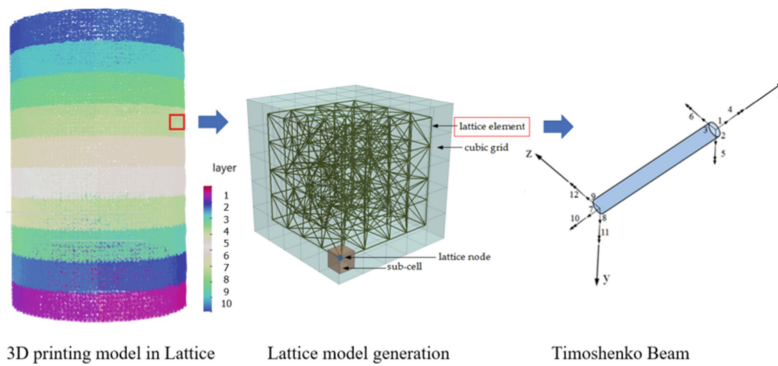 layer
1
2
3
4
5
6
7
8
9
10
lattice element
cubic grid
lattice node
sub-cell
4
1
6
3
2
5
z
12
9
7
10
8
11
y
3D printing model in Lattice
Lattice model generation
Timoshenko Beam